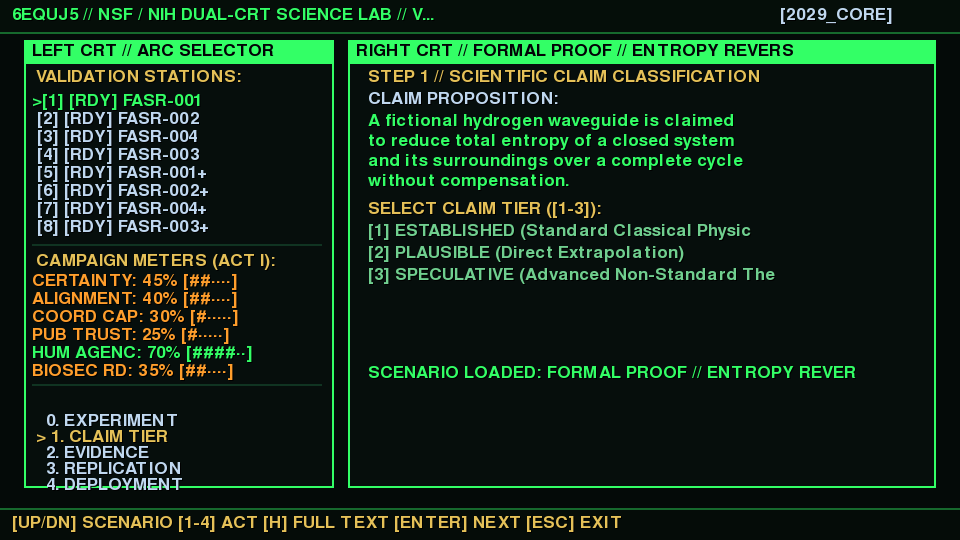 6EQUJ5 // NSF / NIH DUAL-CRT SCIENCE LAB // V...
[2029_CORE]
LEFT CRT // ARC SELECTOR
VALIDATION STATIONS:
>[1] [RDY] FASR-001
[2] [RDY] FASR-002
[3] [RDY] FASR-004
[4] [RDY] FASR-003
[5] [RDY] FASR-001+
[6] [RDY] FASR-002+
[7] [RDY] FASR-004+
[8] [RDY] FASR-003+
CAMPAIGN METERS (ACT I):
CERTAINTY: 45% [##····]
ALIGNMENT: 40% [##····]
COORD CAP: 30% [#·····]
PUB TRUST: 25% [#·····]
HUM AGENC: 70% [####··]
BIOSEC RD: 35% [##····]
0. EXPERIMENT
> 1. CLAIM TIER
2. EVIDENCE
3. REPLICATION
4. DEPLOYMENT
RIGHT CRT // FORMAL PROOF // ENTROPY REVERS
STEP 1 // SCIENTIFIC CLAIM CLASSIFICATION
CLAIM PROPOSITION:
A fictional hydrogen waveguide is claimed
to reduce total entropy of a closed system
and its surroundings over a complete cycle
without compensation.
SELECT CLAIM TIER ([1-3]):
[1] ESTABLISHED (Standard Classical Physic
[2] PLAUSIBLE (Direct Extrapolation)
[3] SPECULATIVE (Advanced Non-Standard The
SCENARIO LOADED: FORMAL PROOF // ENTROPY REVER
[UP/DN] SCENARIO [1-4] ACT [H] FULL TEXT [ENTER] NEXT [ESC] EXIT